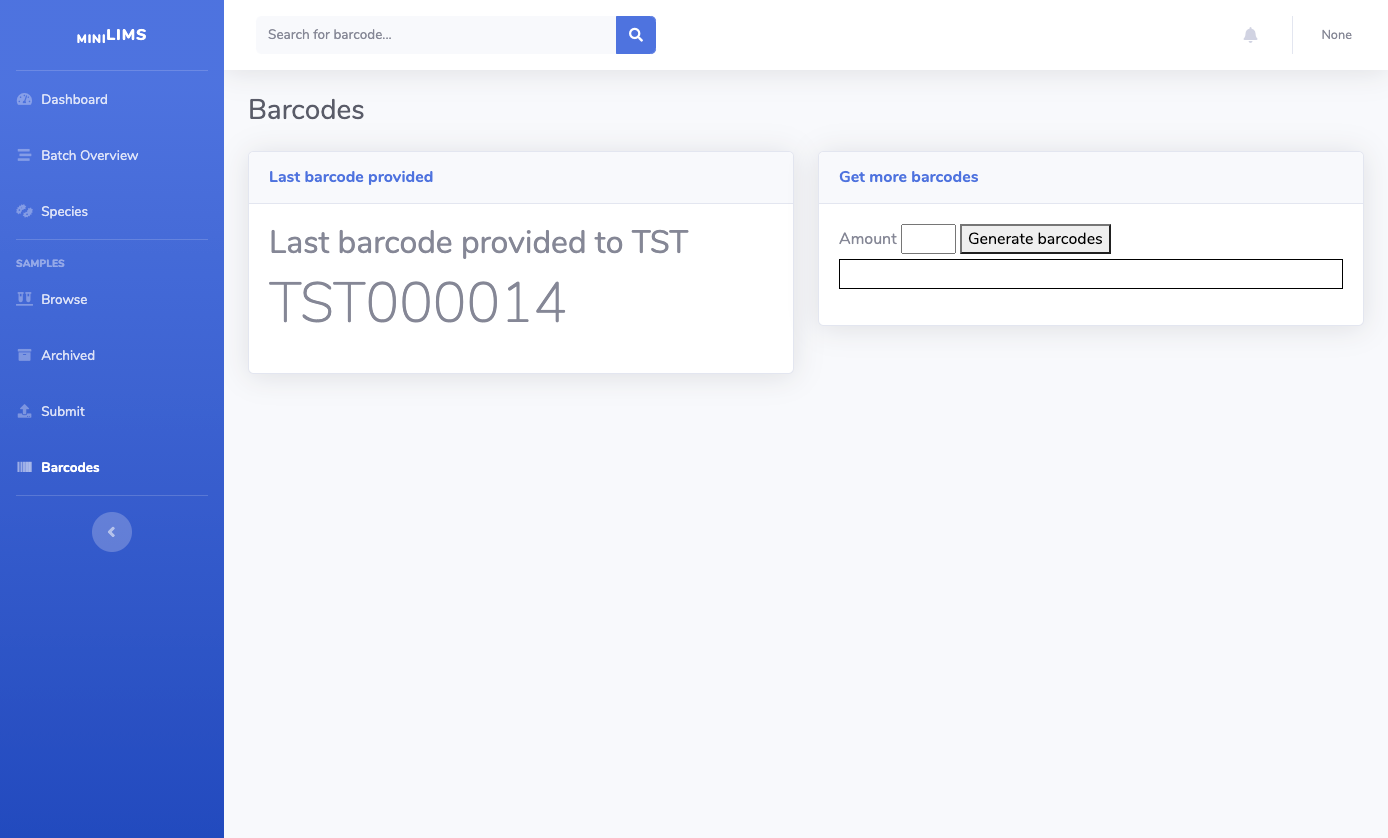 MINILIMS
Search for barcode...
None
Dashboard
Batch Overview
Species
SAMPLES
Browse
Archived
Submit
Barcodes
Barcodes
Last barcode provided
Last barcode provided to TST
TST000014
Get more barcodes
Amount Generate barcodes